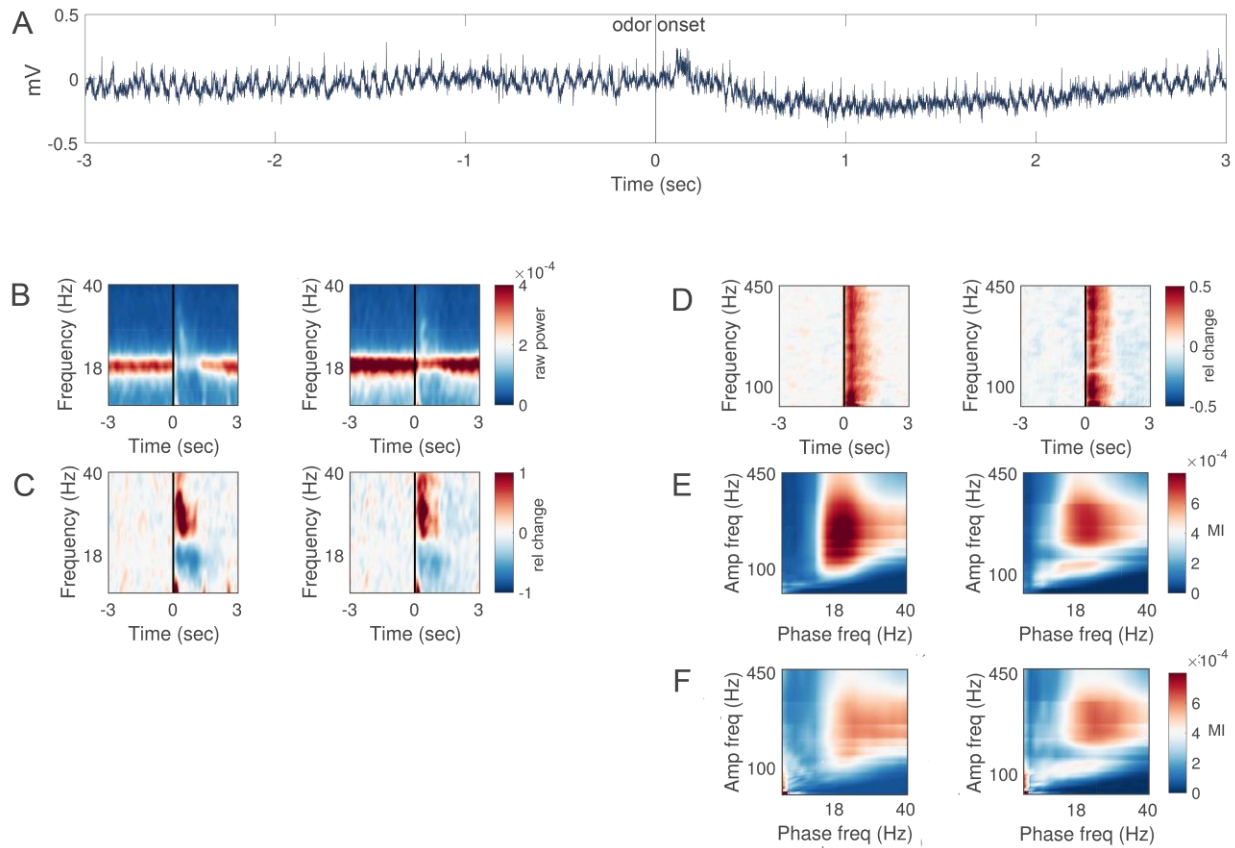 A
0.5
odor onset
mV
0
-0.5
-3 -2 -1 0 1 2 3
Time (sec)
B
Frequency (Hz)
40
18
-3 0 3
Time (sec)
Frequency (Hz)
40
18
-3 0 3
Time (sec)
×10⁻⁴
4
2
0
raw power
C
Frequency (Hz)
40
18
-3 0 3
Time (sec)
Frequency (Hz)
40
18
-3 0 3
Time (sec)
1
0
-1
rel change
D
Frequency (Hz)
450
100
-3 0 3
Time (sec)
Frequency (Hz)
450
100
-3 0 3
Time (sec)
0.5
0
-0.5
rel change
E
Amp freq (Hz)
450
100
18 40
Phase freq (Hz)
Amp freq (Hz)
450
100
18 40
Phase freq (Hz)
×10⁻⁴
6
4
2
0
MI
F
Amp freq (Hz)
450
100
18 40
Phase freq (Hz)
Amp freq (Hz)
450
100
18 40
Phase freq (Hz)
×10⁻⁴
6
4
2
0
MI